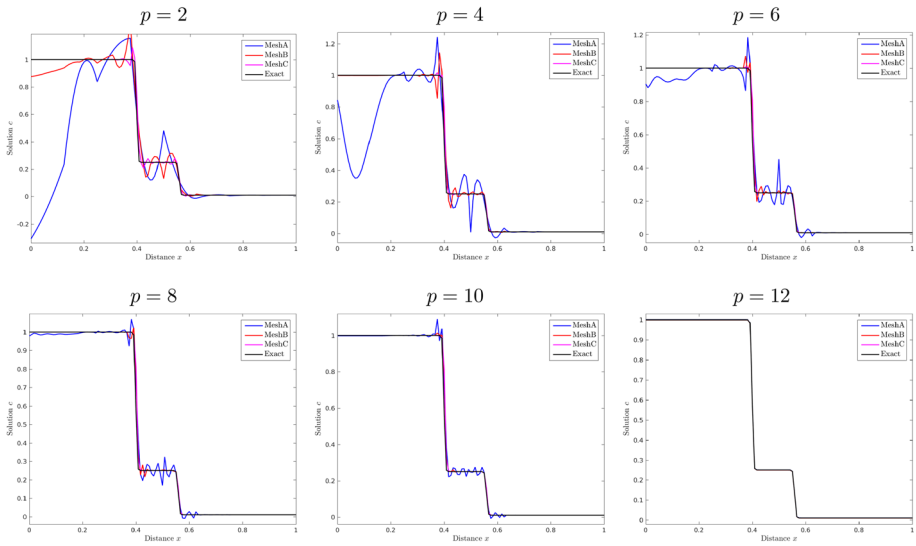 p = 2
p = 4
p = 6
MeshA
MeshB
MeshC
Exact
1
0.8
0.6
0.4
0.2
0
-0.2
Solution c
0 0.2 0.4 0.6 0.8 1
Distance x
MeshA
MeshB
MeshC
Exact
1.2
1
0.8
0.6
0.4
0.2
0
Solution c
0 0.2 0.4 0.6 0.8 1
Distance x
MeshA
MeshB
MeshC
Exact
1.2
1
0.8
0.6
0.4
0.2
0
Solution c
0 0.2 0.4 0.6 0.8 1
Distance x
p = 8
p = 10
p = 12
MeshA
MeshB
MeshC
Exact
1
0.9
0.8
0.7
0.6
0.5
0.4
0.3
0.2
0.1
0
Solution c
0 0.2 0.4 0.6 0.8 1
Distance x
MeshA
MeshB
MeshC
Exact
1
0.8
0.6
0.4
0.2
0
Solution c
0 0.2 0.4 0.6 0.8 1
Distance x
MeshA
MeshB
MeshC
Exact
1
0.9
0.8
0.7
0.6
0.5
0.4
0.3
0.2
0.1
0
Solution c
0 0.2 0.4 0.6 0.8 1
Distance x